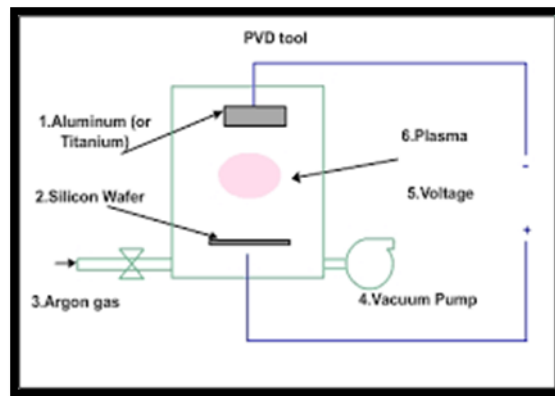 PVD tool
1.Aluminum (or
Titanium)
6.Plasma
2.Silicon Wafer
5.Voltage
-
+
3.Argon gas
4.Vacuum Pump